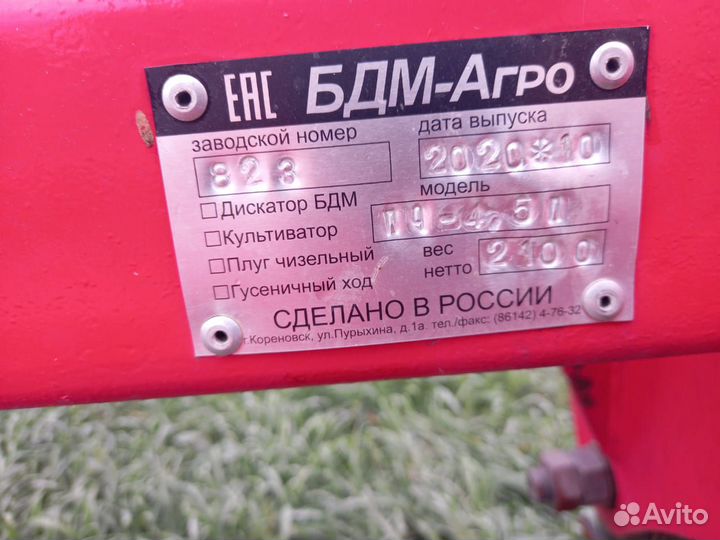 EAC БДМ-Агро
заводской номер
дата выпуска
823
2020*10
□Дискатор БДМ
модель
□Культиватор
□Плуг чизельный
вес
нетто
2100
□Гусеничный ход
СДЕЛАНО В РОССИИ
г.Кореновск, ул.Пурыхина, д.1а. тел./факс: (86142) 4-76-32
Avito